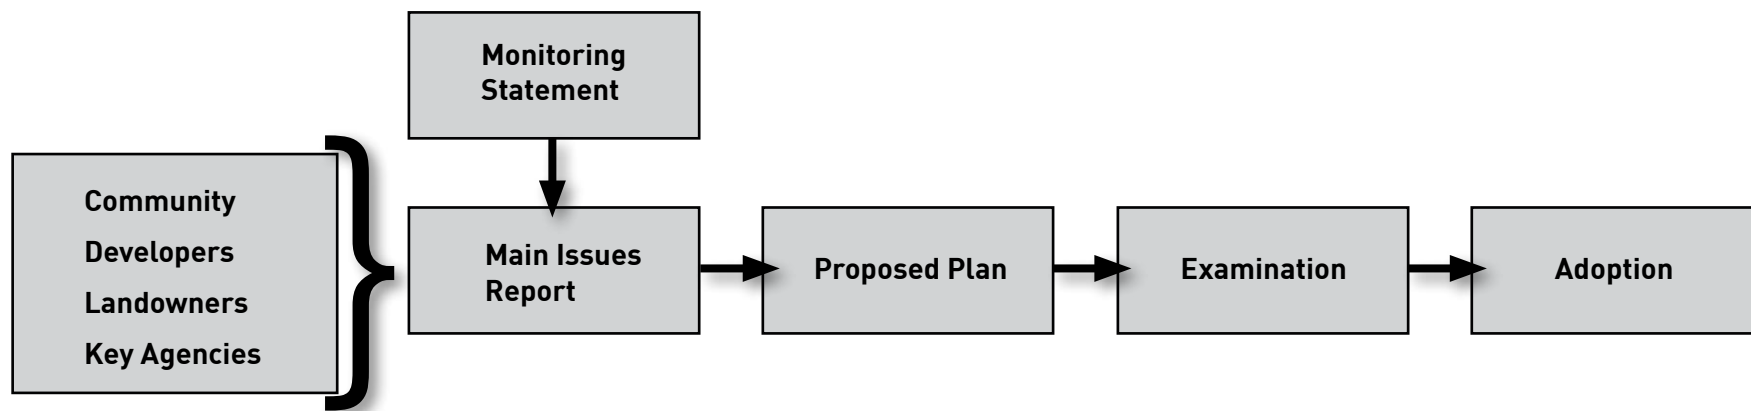 Monitoring
Statement
Community
Developers
Landowners
Key Agencies
Main Issues
Report
Proposed Plan
Examination
Adoption